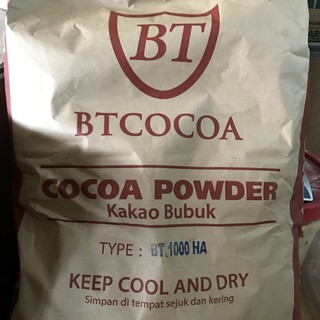 BT
BTCOCOA
COCOA POWDER
Kakao Bubuk
TYPE : BT.1000 HA
KEEP COOL AND DRY
Simpan di tempat sejuk dan kering